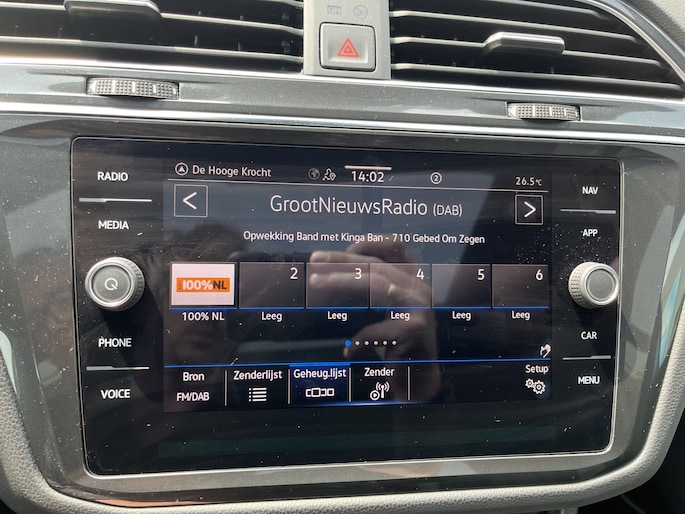 De Hooge Krocht 14:02 2 26.5°C
RADIO
NAV
GrootNieuwsRadio (DAB)
MEDIA
APP
Opwekking Band met Kinga Ban - 710 Gebed Om Zegen
100%NL 2 3 4 5 6
100% NL Leeg Leeg Leeg Leeg Leeg
PHONE
CAR
Bron Zenderlijst Geheug.lijst Zender Setup
FM/DAB
VOICE
MENU